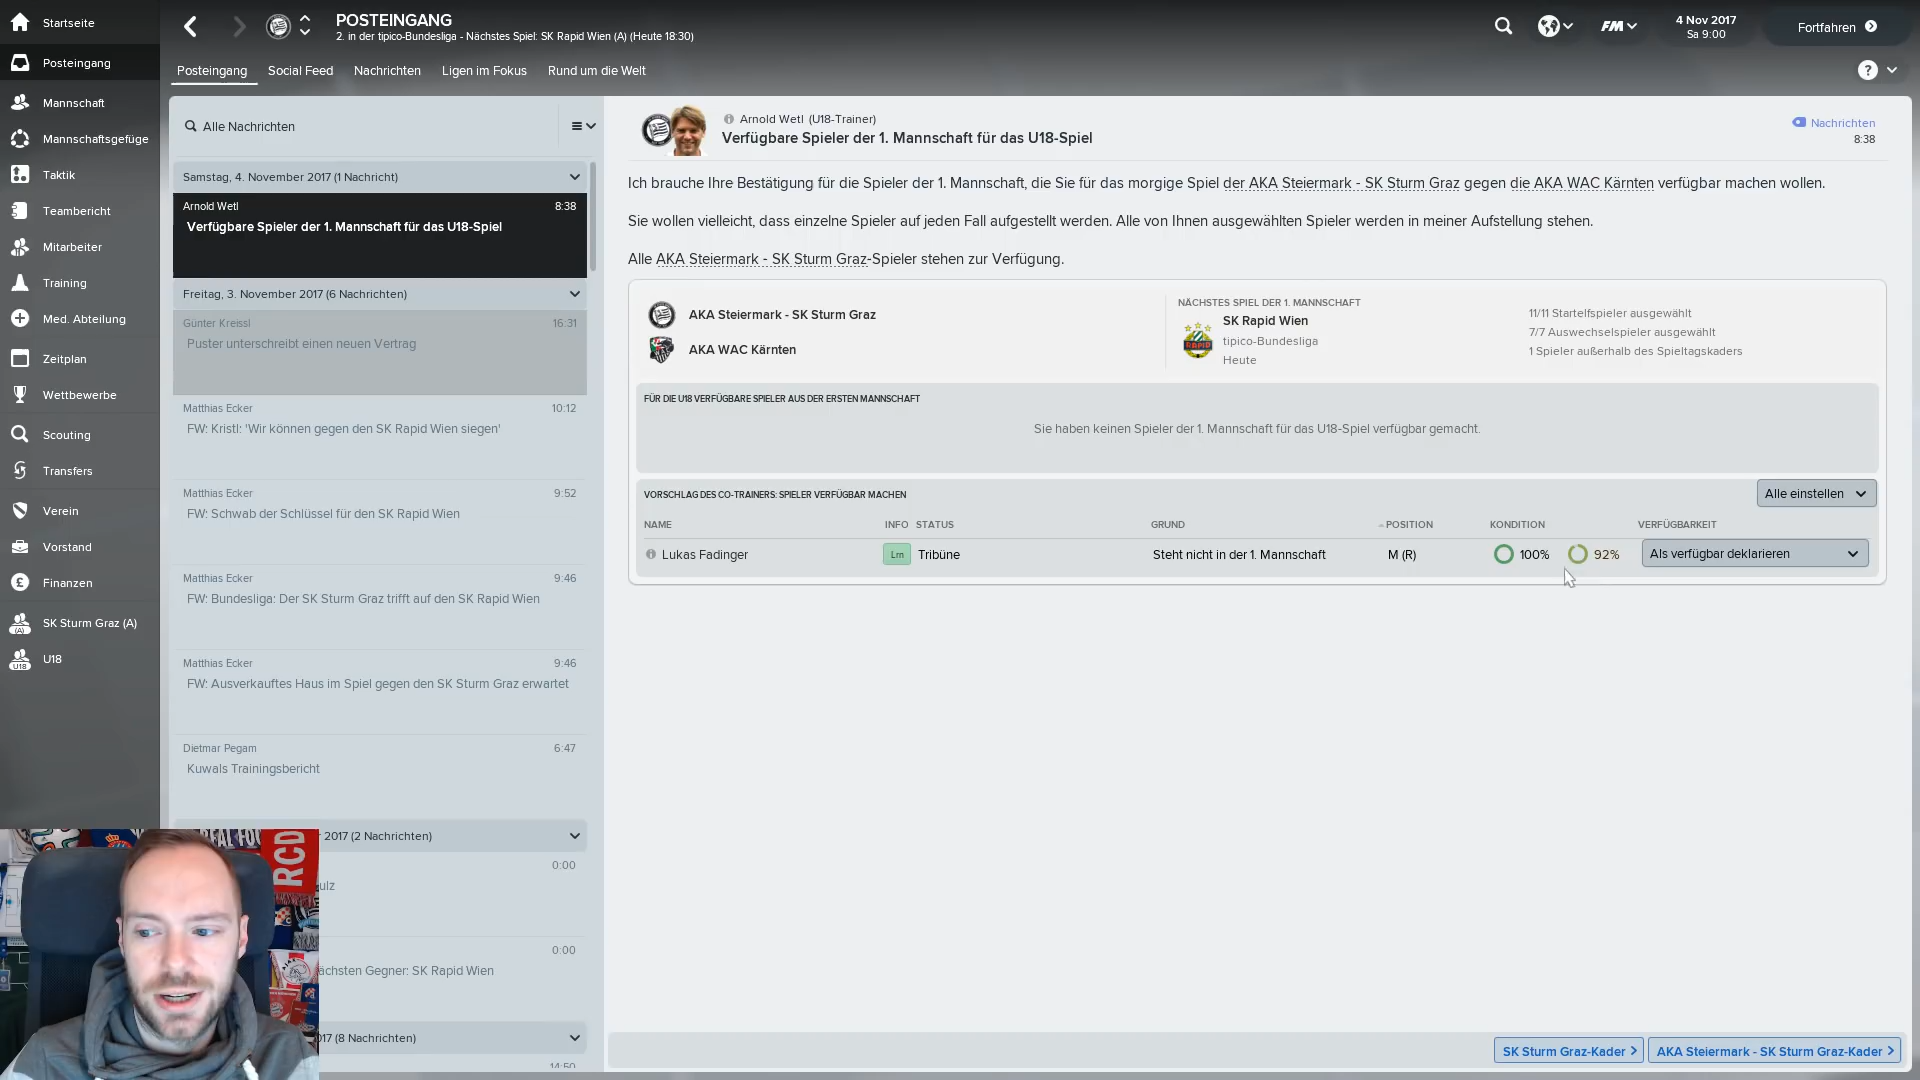 Startseite
Posteingang
Mannschaft
Mannschaftsgefüge
Taktik
Teambericht
Mitarbeiter
Training
Med. Abteilung
Zeitplan
Wettbewerbe
Scouting
Transfers
Verein
Vorstand
Finanzen
SK Sturm Graz (A)
U18
POSTEINGANG
2. in der tipico-Bundesliga - Nächstes Spiel: SK Rapid Wien (A) (Heute 18:30)
FM
4 Nov 2017
Sa 9:00
Fortfahren
Posteingang Social Feed Nachrichten Ligen im Fokus Rund um die Welt
Alle Nachrichten
Samstag, 4. November 2017 (1 Nachricht)
Arnold Wetl 8:38
Verfügbare Spieler der 1. Mannschaft für das U18-Spiel
Freitag, 3. November 2017 (6 Nachrichten)
Günter Kreissl 16:31
Puster unterschreibt einen neuen Vertrag
Matthias Ecker 10:12
FW: Kristl: 'Wir können gegen den SK Rapid Wien siegen'
Matthias Ecker 9:52
FW: Schwab der Schlüssel für den SK Rapid Wien
Matthias Ecker 9:46
FW: Bundesliga: Der SK Sturm Graz trifft auf den SK Rapid Wien
Matthias Ecker 9:46
FW: Ausverkauftes Haus im Spiel gegen den SK Sturm Graz erwartet
Dietmar Pegam 6:47
Kuwals Trainingsbericht
2017 (2 Nachrichten)
0:00
ulz
0:00
ächsten Gegner: SK Rapid Wien
017 (8 Nachrichten)
14:50
RCD
Arnold Wetl (U18-Trainer)
Verfügbare Spieler der 1. Mannschaft für das U18-Spiel
Nachrichten
8:38
Ich brauche Ihre Bestätigung für die Spieler der 1. Mannschaft, die Sie für das morgige Spiel der AKA Steiermark - SK Sturm Graz gegen die AKA WAC Kärnten verfügbar machen wollen.
Sie wollen vielleicht, dass einzelne Spieler auf jeden Fall aufgestellt werden. Alle von Ihnen ausgewählten Spieler werden in meiner Aufstellung stehen.
Alle AKA Steiermark - SK Sturm Graz-Spieler stehen zur Verfügung.
AKA Steiermark - SK Sturm Graz
AKA WAC Kärnten
NÄCHSTES SPIEL DER 1. MANNSCHAFT
SK Rapid Wien
tipico-Bundesliga
Heute
11/11 Startelfspieler ausgewählt
7/7 Auswechselspieler ausgewählt
1 Spieler außerhalb des Spieltagskaders
FÜR DIE U18 VERFÜGBARE SPIELER AUS DER ERSTEN MANNSCHAFT
Sie haben keinen Spieler der 1. Mannschaft für das U18-Spiel verfügbar gemacht.
VORSCHLAG DES CO-TRAINERS: SPIELER VERFÜGBAR MACHEN
Alle einstellen
NAME INFO STATUS GRUND POSITION KONDITION VERFÜGBARKEIT
Lukas Fadinger Lrn Tribüne Steht nicht in der 1. Mannschaft M (R) 100% 92% Als verfügbar deklarieren
SK Sturm Graz-Kader
AKA Steiermark - SK Sturm Graz-Kader